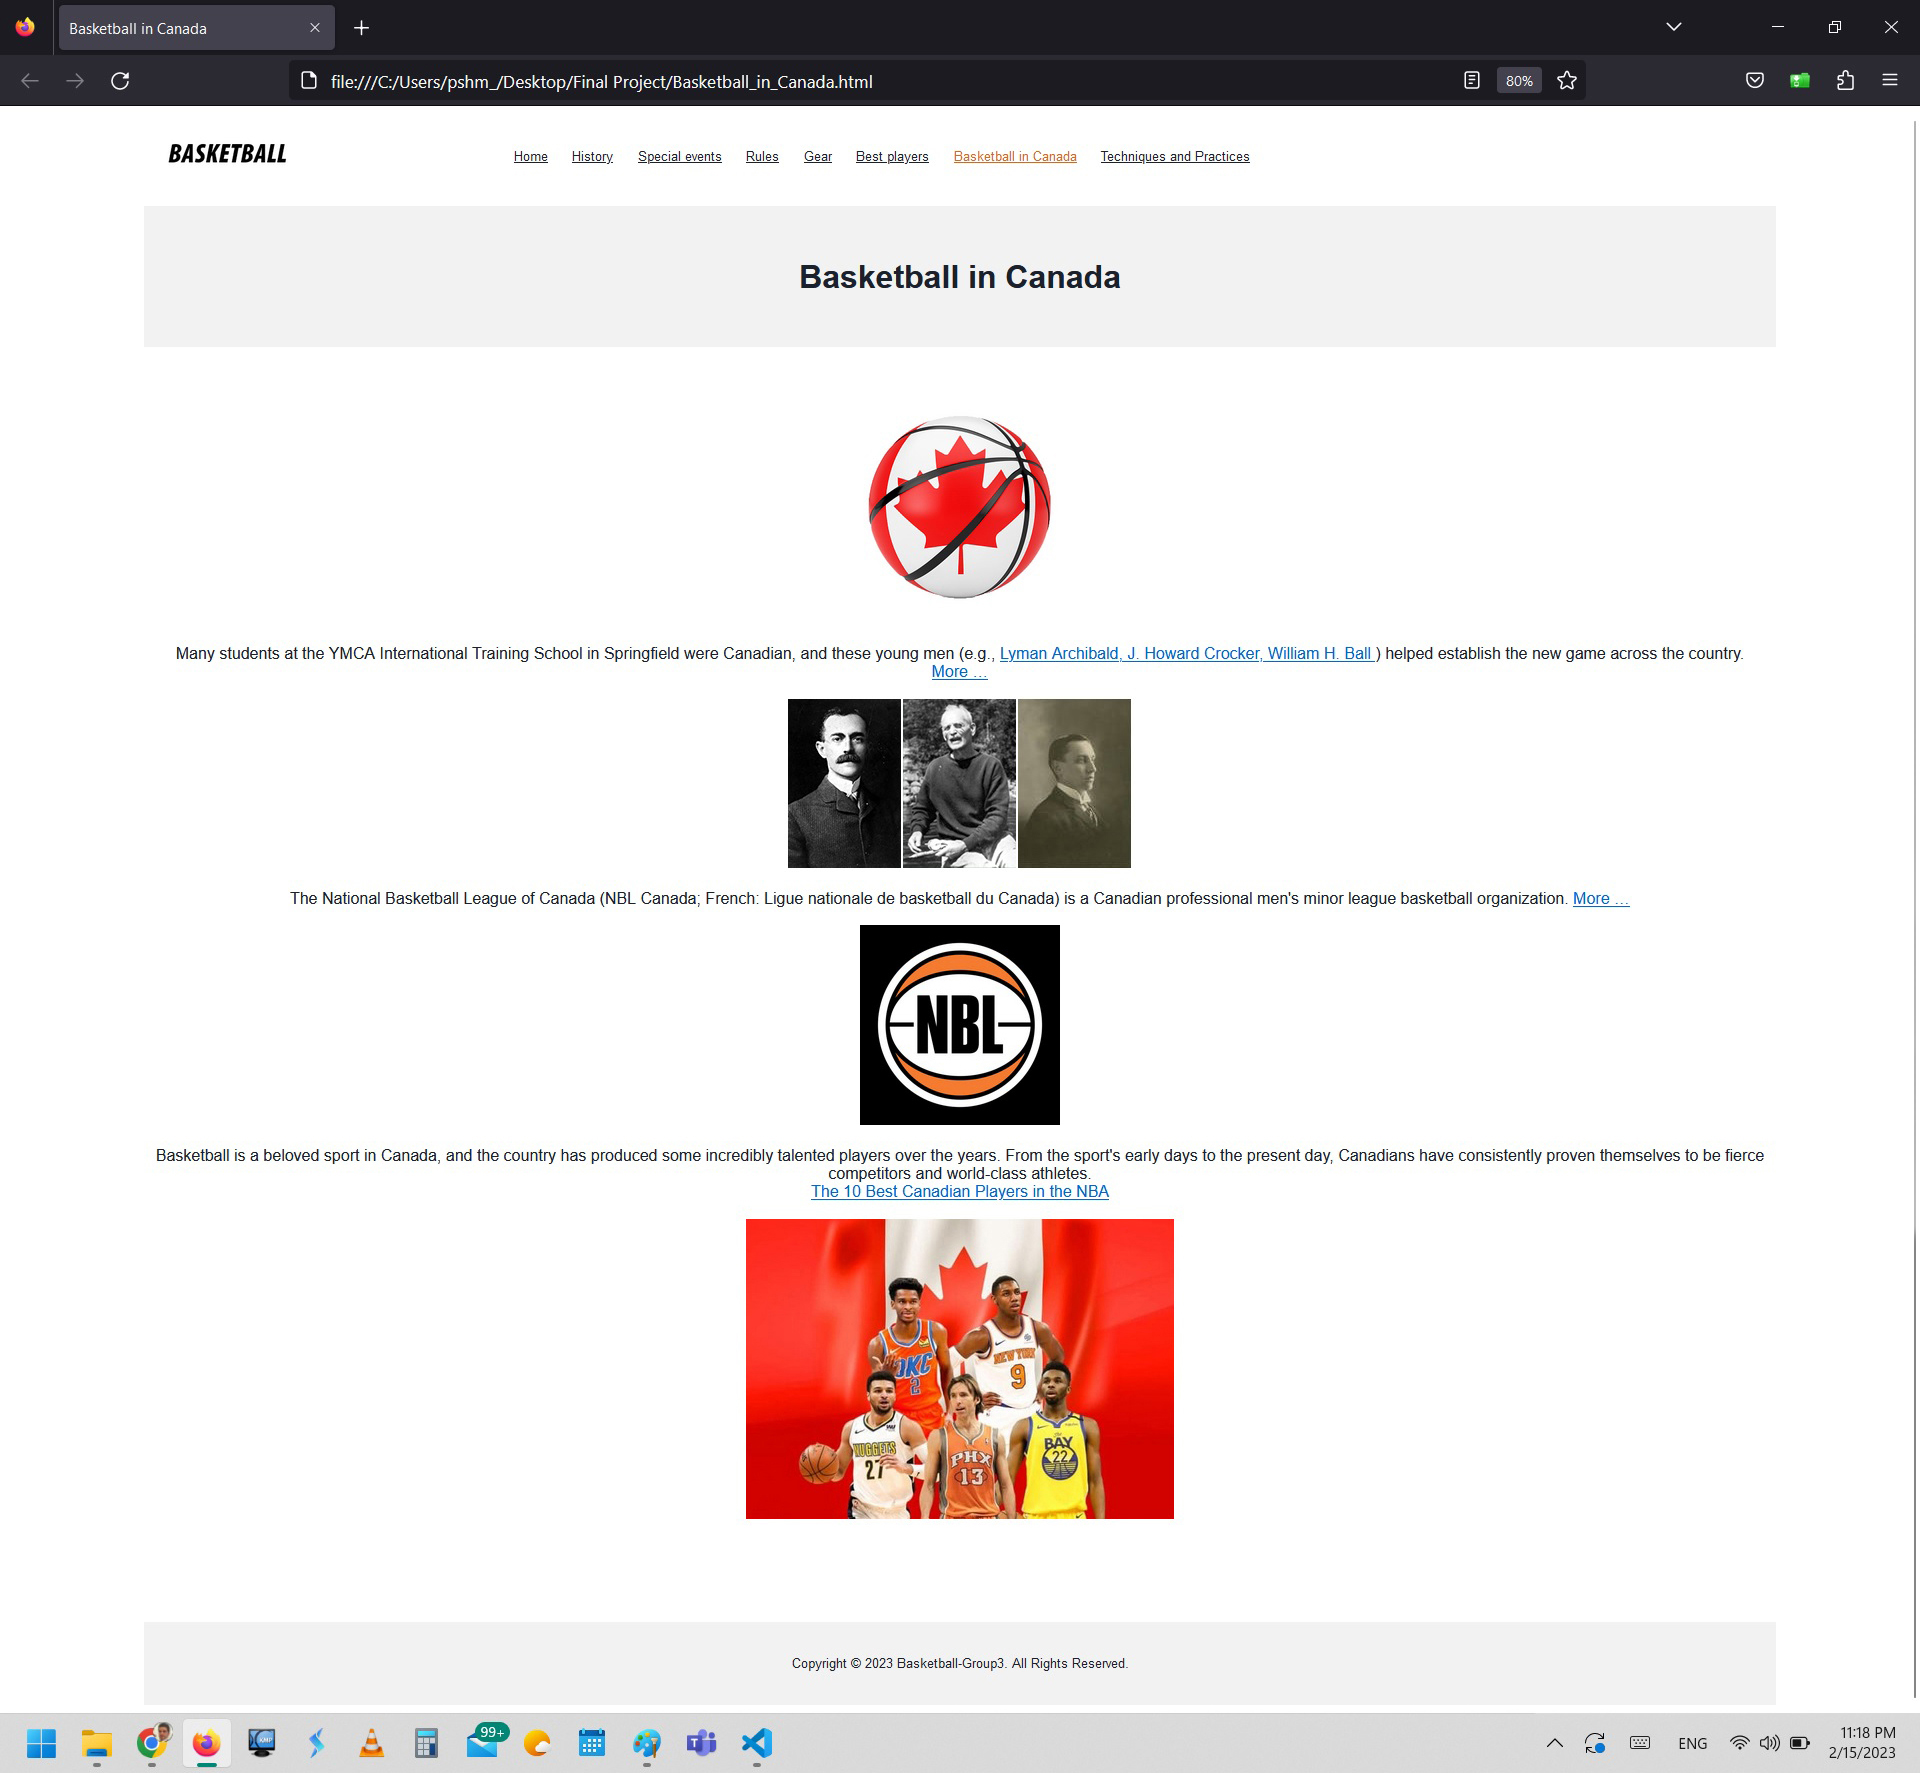 Basketball in Canada
file:///C:/Users/pshm_/Desktop/Final Project/Basketball_in_Canada.html
80%
BASKETBALL
Home History Special events Rules Gear Best players Basketball in Canada Techniques and Practices
Basketball in Canada
Many students at the YMCA International Training School in Springfield were Canadian, and these young men (e.g., Lyman Archibald, J. Howard Crocker, William H. Ball ) helped establish the new game across the country.
More ...
The National Basketball League of Canada (NBL Canada; French: Ligue nationale de basketball du Canada) is a Canadian professional men's minor league basketball organization. More ...
NBL
Basketball is a beloved sport in Canada, and the country has produced some incredibly talented players over the years. From the sport's early days to the present day, Canadians have consistently proven themselves to be fierce
competitors and world-class athletes.
The 10 Best Canadian Players in the NBA
NEW YORK
9
OKC
2
NUGGETS
27
PHX
13
The
BAY
22
Copyright © 2023 Basketball-Group3. All Rights Reserved.
KMP
99+
ENG
11:18 PM
2/15/2023